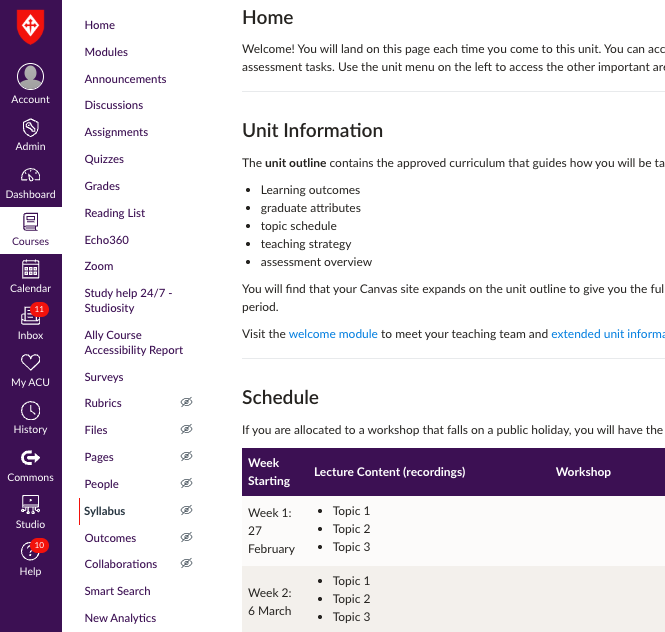 Account
Admin
Dashboard
Courses
Calendar
11
Inbox
My ACU
History
Commons
Studio
10
Help
Home
Modules
Announcements
Discussions
Assignments
Quizzes
Grades
Reading List
Echo360
Zoom
Study help 24/7 -
Studiosity
Ally Course
Accessibility Report
Surveys
Rubrics
Files
Pages
People
Syllabus
Outcomes
Collaborations
Smart Search
New Analytics
Home
Welcome! You will land on this page each time you come to this unit. You can acc
assessment tasks. Use the unit menu on the left to access the other important are
Unit Information
The unit outline contains the approved curriculum that guides how you will be ta
Learning outcomes
graduate attributes
topic schedule
teaching strategy
assessment overview
You will find that your Canvas site expands on the unit outline to give you the ful
period.
Visit the welcome module to meet your teaching team and extended unit informa
Schedule
If you are allocated to a workshop that falls on a public holiday, you will have the
Week
Starting
Lecture Content (recordings)
Workshop
Week 1:
27
February
Topic 1
Topic 2
Topic 3
Week 2:
6 March
Topic 1
Topic 2
Topic 3